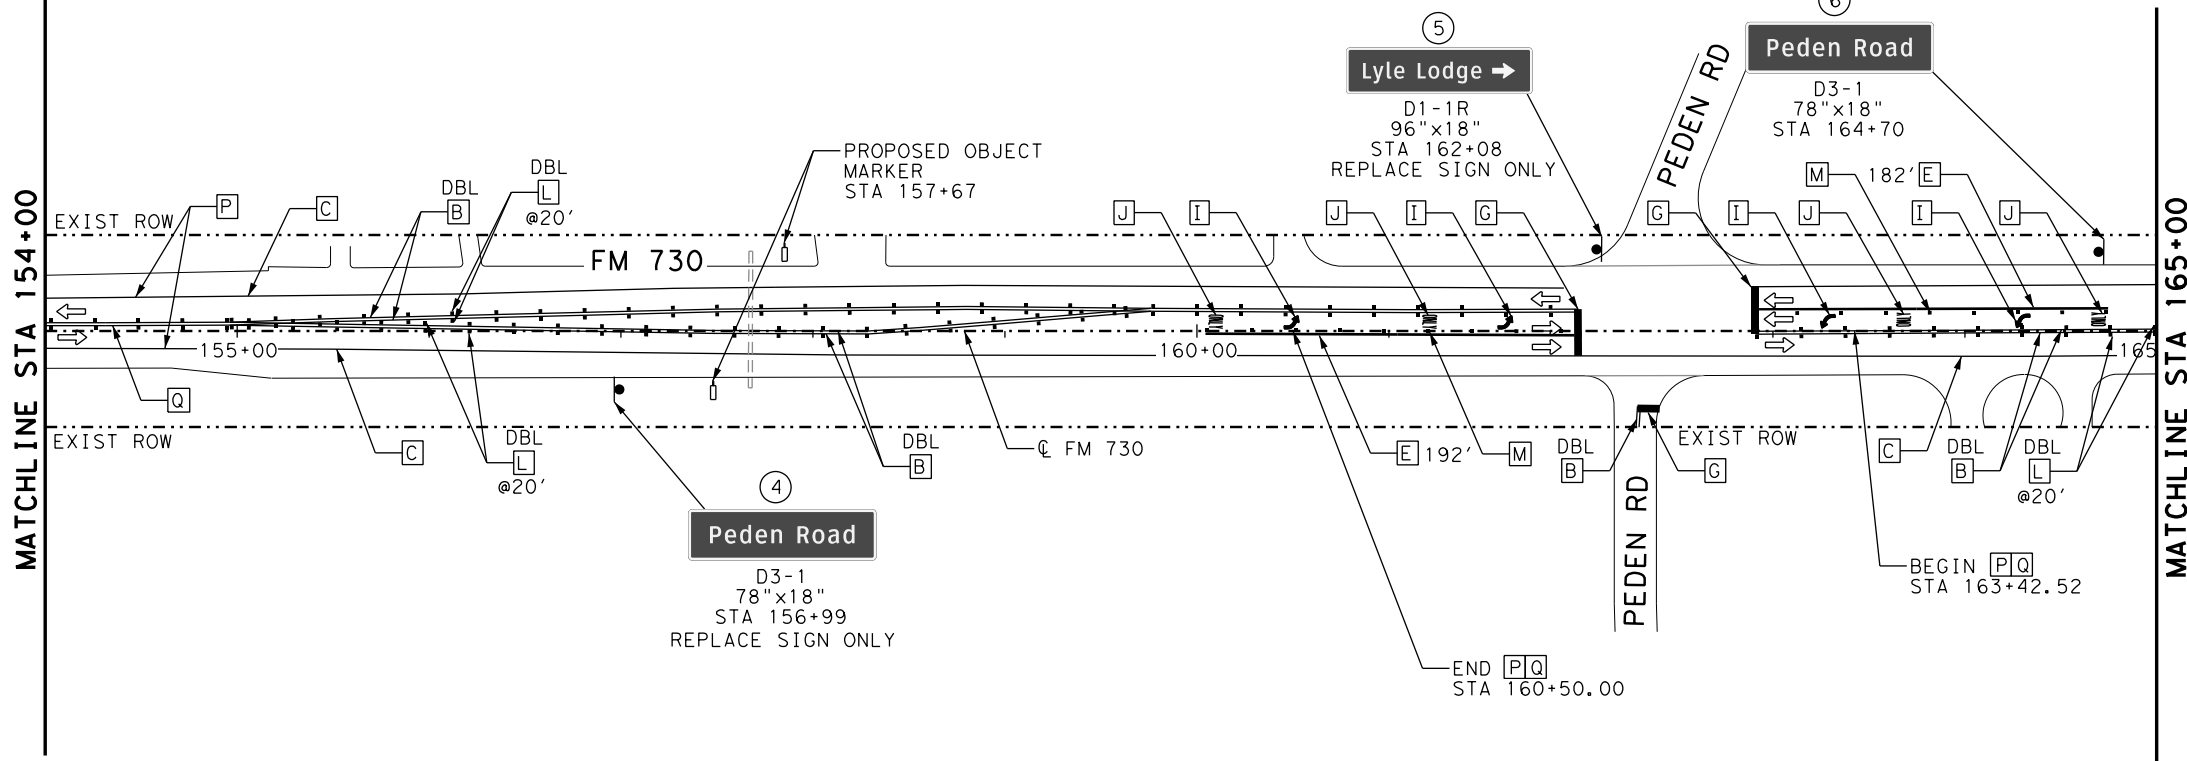 6
5
Peden Road
Lyle Lodge →
D3-1
78"x18"
STA 164+70
D1-1R
96"x18"
STA 162+08
REPLACE SIGN ONLY
PEDEN RD
PROPOSED OBJECT
MARKER
STA 157+67
DBL
L
@20'
DBL
B
P
C
M
182' E
J
I
J
I
G
G
I
J
I
J
MATCHLINE STA 154+00
MATCHLINE STA 165+00
EXIST ROW
FM 730
155+00
160+00
165
Q
EXIST ROW
C
DBL
L
@20'
DBL
B
℄ FM 730
E 192'
M
DBL
B
EXIST ROW
G
C
DBL
B
DBL
L
@20'
4
Peden Road
D3-1
78"x18"
STA 156+99
REPLACE SIGN ONLY
PEDEN RD
BEGIN P Q
STA 163+42.52
END P Q
STA 160+50.00